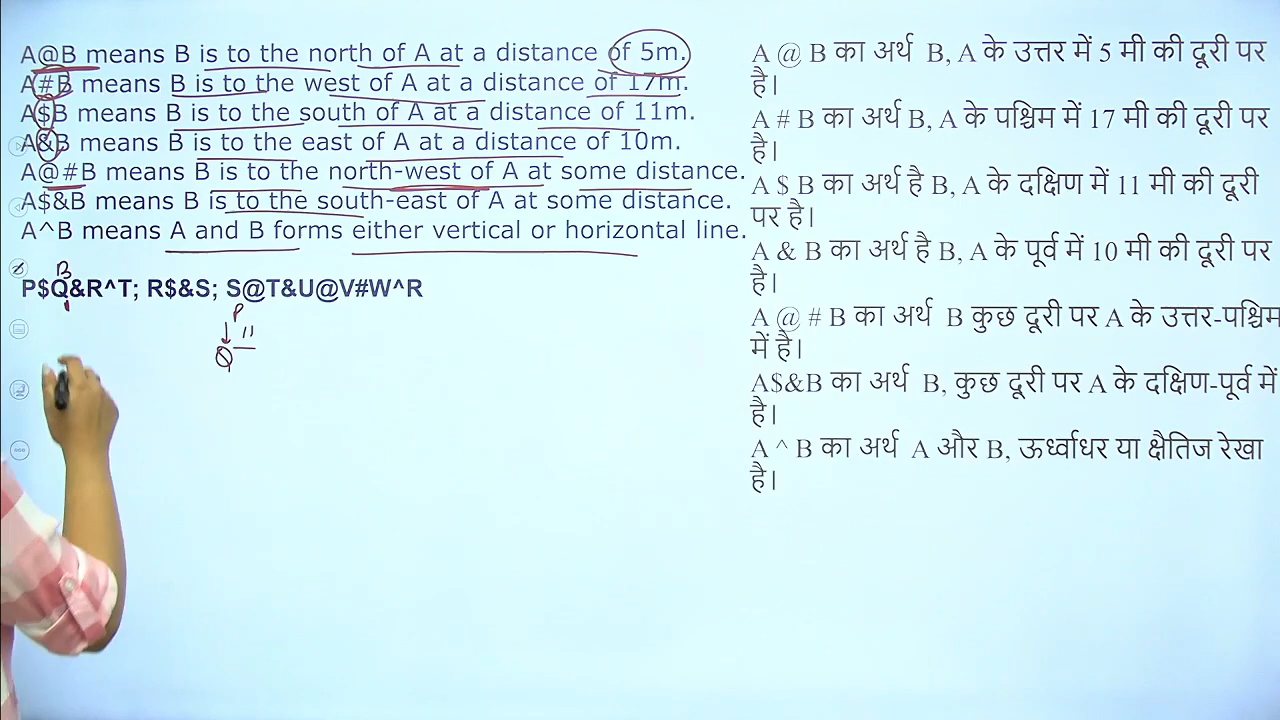 A@B means B is to the north of A at a distance of 5m.
A#B means B is to the west of A at a distance of 17m.
A$B means B is to the south of A at a distance of 11m.
A&B means B is to the east of A at a distance of 10m.
A@#B means B is to the north-west of A at some distance.
A$&B means B is to the south-east of A at some distance.
A^B means A and B forms either vertical or horizontal line.
B
P$Q&R^T; R$&S; S@T&U@V#W^R
P
11
Q
A @ B का अर्थ B, A के उत्तर में 5 मी की दूरी पर
है।
A # B का अर्थ B, A के पश्चिम में 17 मी की दूरी पर
है।
A $ B का अर्थ है B, A के दक्षिण में 11 मी की दूरी
पर है।
A & B का अर्थ है B, A के पूर्व में 10 मी की दूरी पर
है।
A @ # B का अर्थ B कुछ दूरी पर A के उत्तर-पश्चिम
में है।
A$&B का अर्थ B, कुछ दूरी पर A के दक्षिण-पूर्व में
है।
A ^ B का अर्थ A और B, ऊर्ध्वाधर या क्षैतिज रेखा
है।